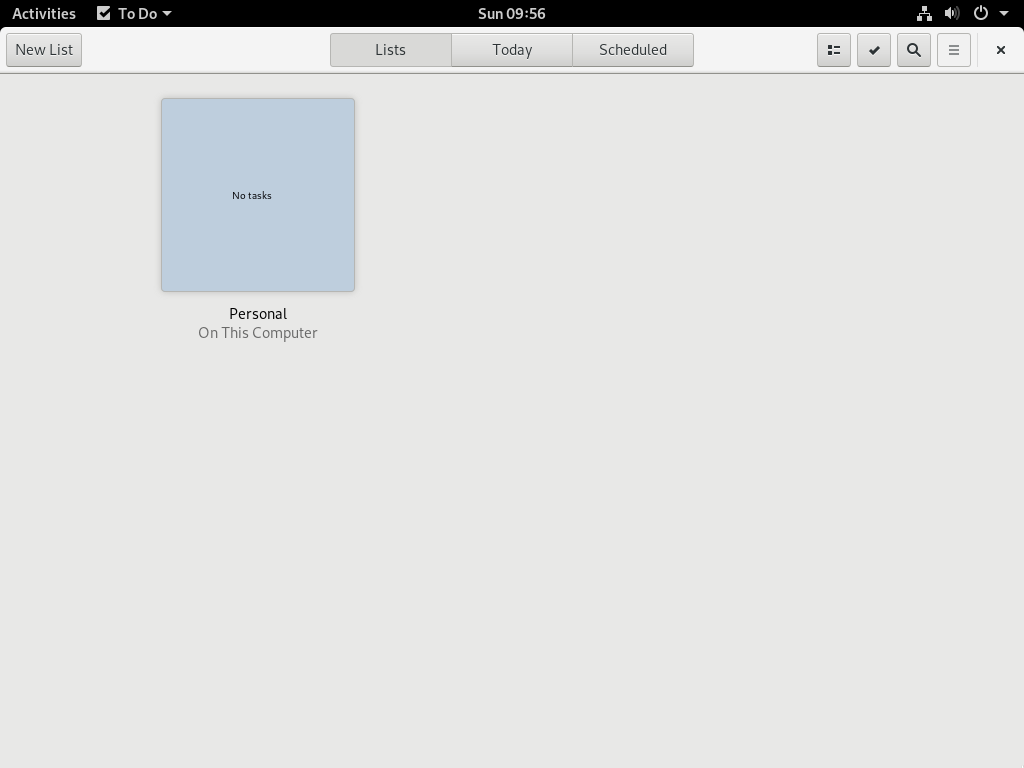 Activities To Do Sun 09:56
New List Lists Today Scheduled
No tasks
Personal
On This Computer